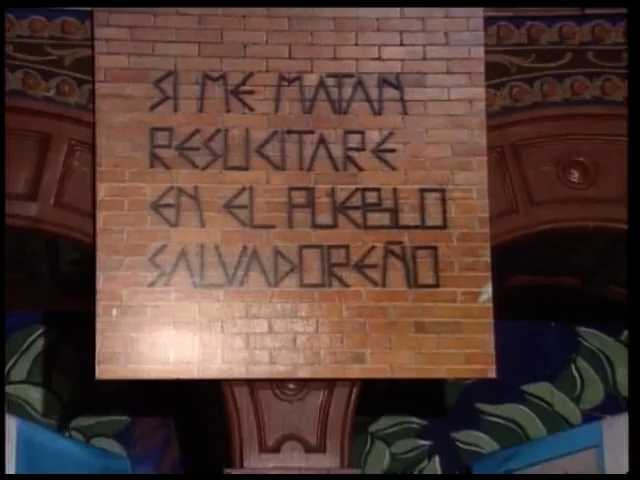 SI ME MATAN
RESUCITARE
EN EL PUEBLO
SALVADOREÑO